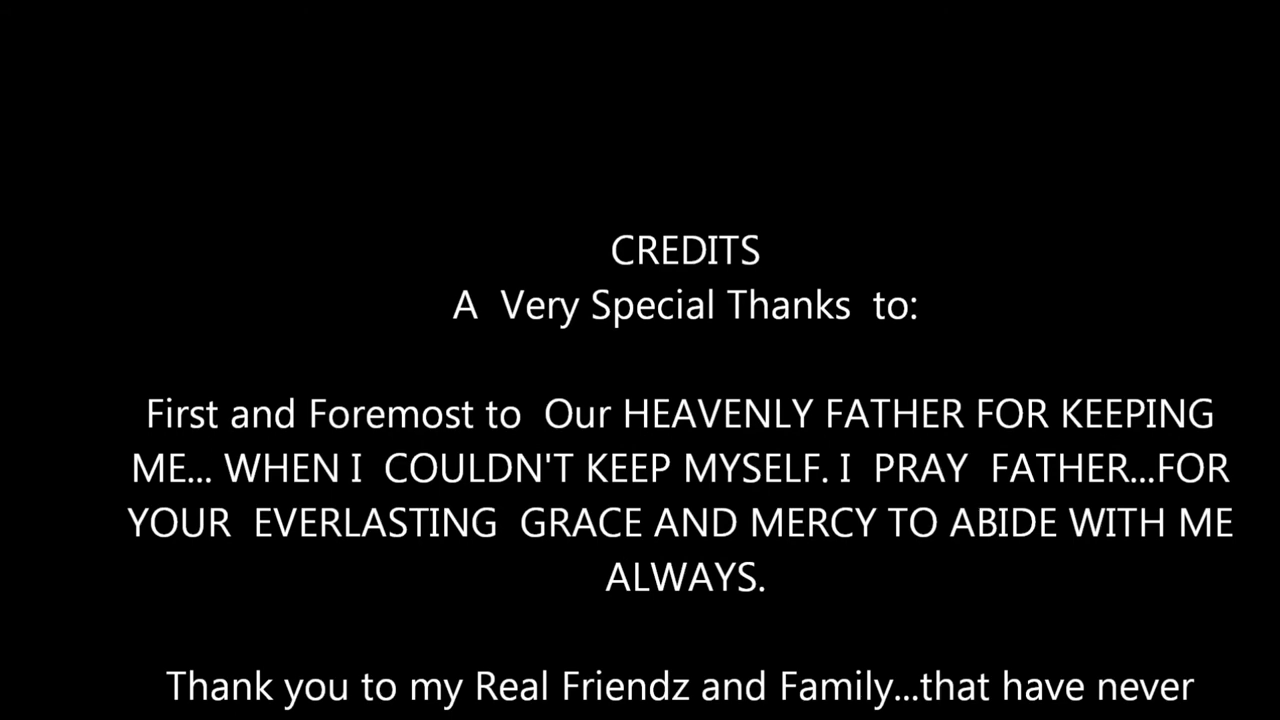 CREDITS
A  Very Special Thanks  to:
First and Foremost to  Our HEAVENLY FATHER FOR KEEPING
ME... WHEN I  COULDN'T KEEP MYSELF. I  PRAY  FATHER...FOR
YOUR  EVERLASTING  GRACE AND MERCY TO ABIDE WITH ME
ALWAYS.
Thank you to my Real Friendz and Family...that have never